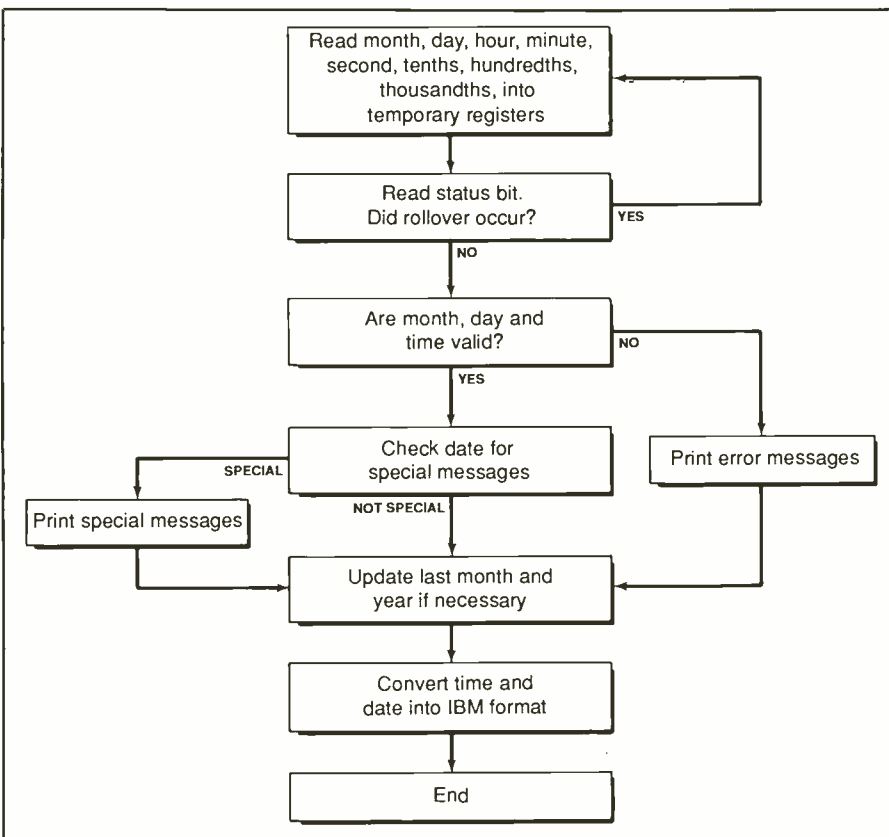 Read month, day, hour, minute,
second, tenths, hundredths,
thousandths, into
temporary registers
Read status bit.
Did rollover occur?
YES
NO
Are month, day and
time valid?
NO
YES
Check date for
special messages
SPECIAL
NOT SPECIAL
Print error messages
Print special messages
Update last month and
year if necessary
Convert time and
date into IBM format
End